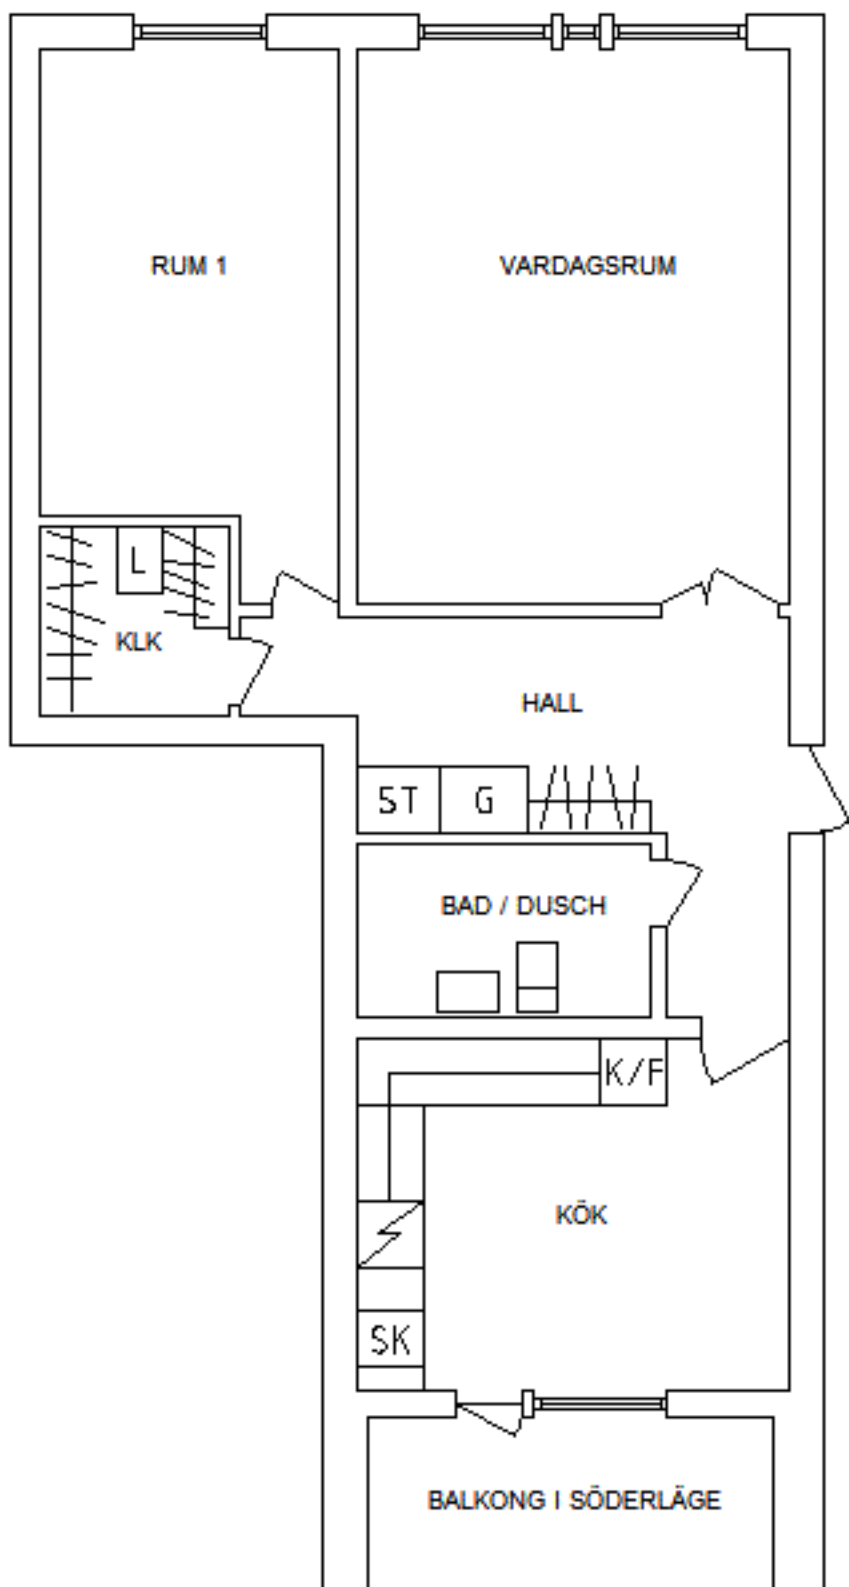 RUM 1
VARDAGSRUM
L
KLK
HALL
ST
G
BAD / DUSCH
K/F
KÖK
SK
BALKONG I SÖDERLÄGE